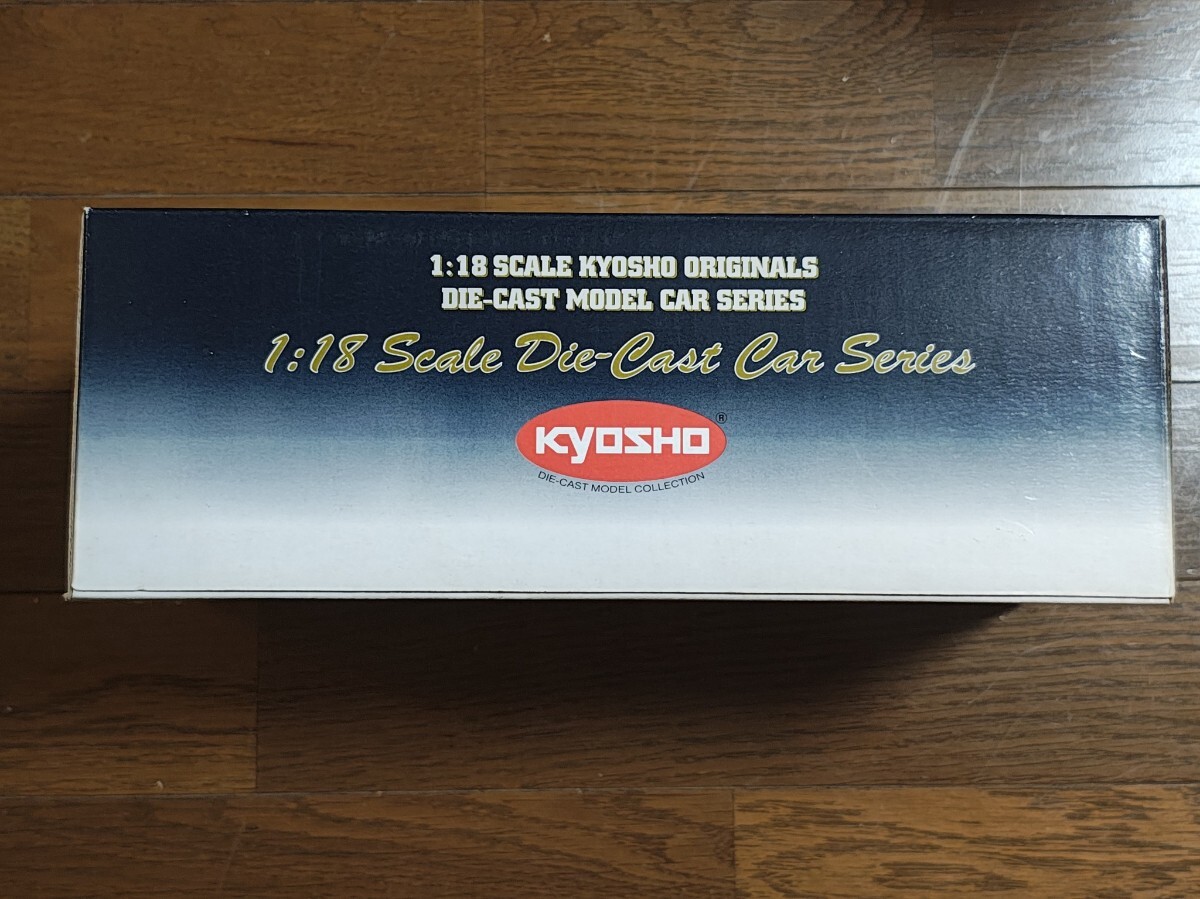 1:18 SCALE KYOSHO ORIGINALS
DIE-CAST MODEL CAR SERIES
1:18 Scale Die-Cast Car Series
KYOSHO ®
DIE-CAST MODEL COLLECTION